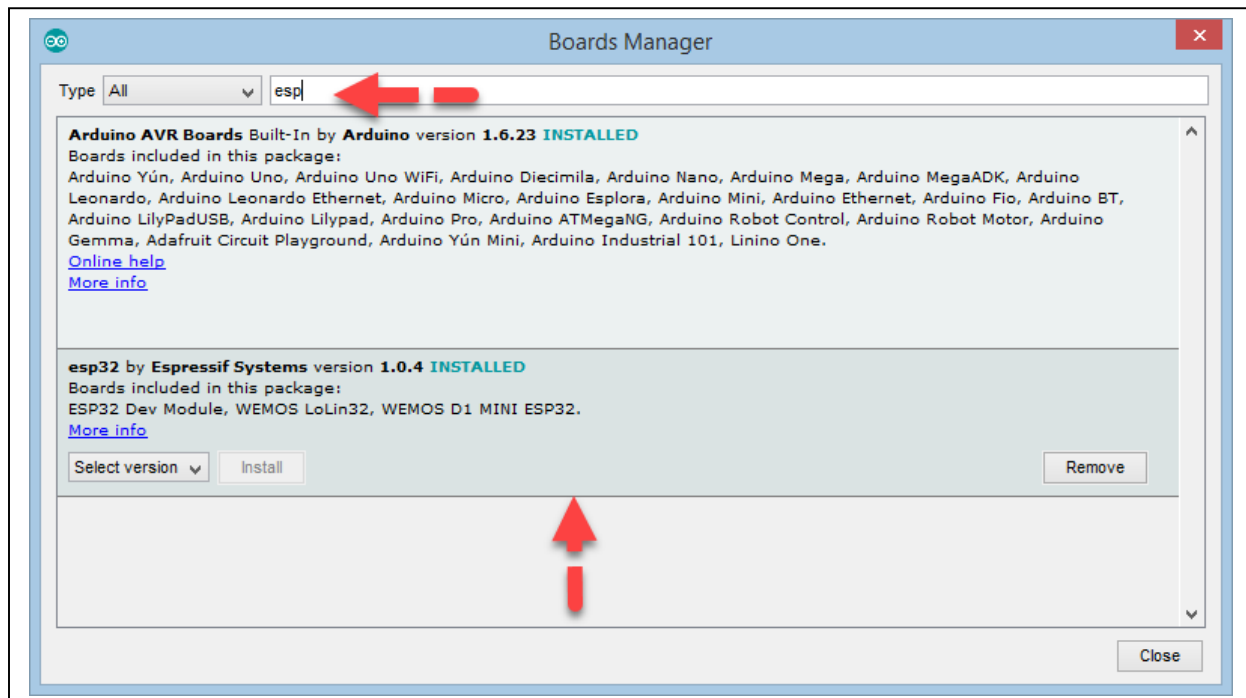 Boards Manager
Type All esp
Arduino AVR Boards Built-In by Arduino version 1.6.23 INSTALLED
Boards included in this package:
Arduino Yún, Arduino Uno, Arduino Uno WiFi, Arduino Diecimila, Arduino Nano, Arduino Mega, Arduino MegaADK, Arduino
Leonardo, Arduino Leonardo Ethernet, Arduino Micro, Arduino Esplora, Arduino Mini, Arduino Ethernet, Arduino Fio, Arduino BT,
Arduino LilyPadUSB, Arduino Lilypad, Arduino Pro, Arduino ATMegaNG, Arduino Robot Control, Arduino Robot Motor, Arduino
Gemma, Adafruit Circuit Playground, Arduino Yún Mini, Arduino Industrial 101, Linino One.
Online help
More info
esp32 by Espressif Systems version 1.0.4 INSTALLED
Boards included in this package:
ESP32 Dev Module, WEMOS LoLin32, WEMOS D1 MINI ESP32.
More info
Select version Install Remove
Close